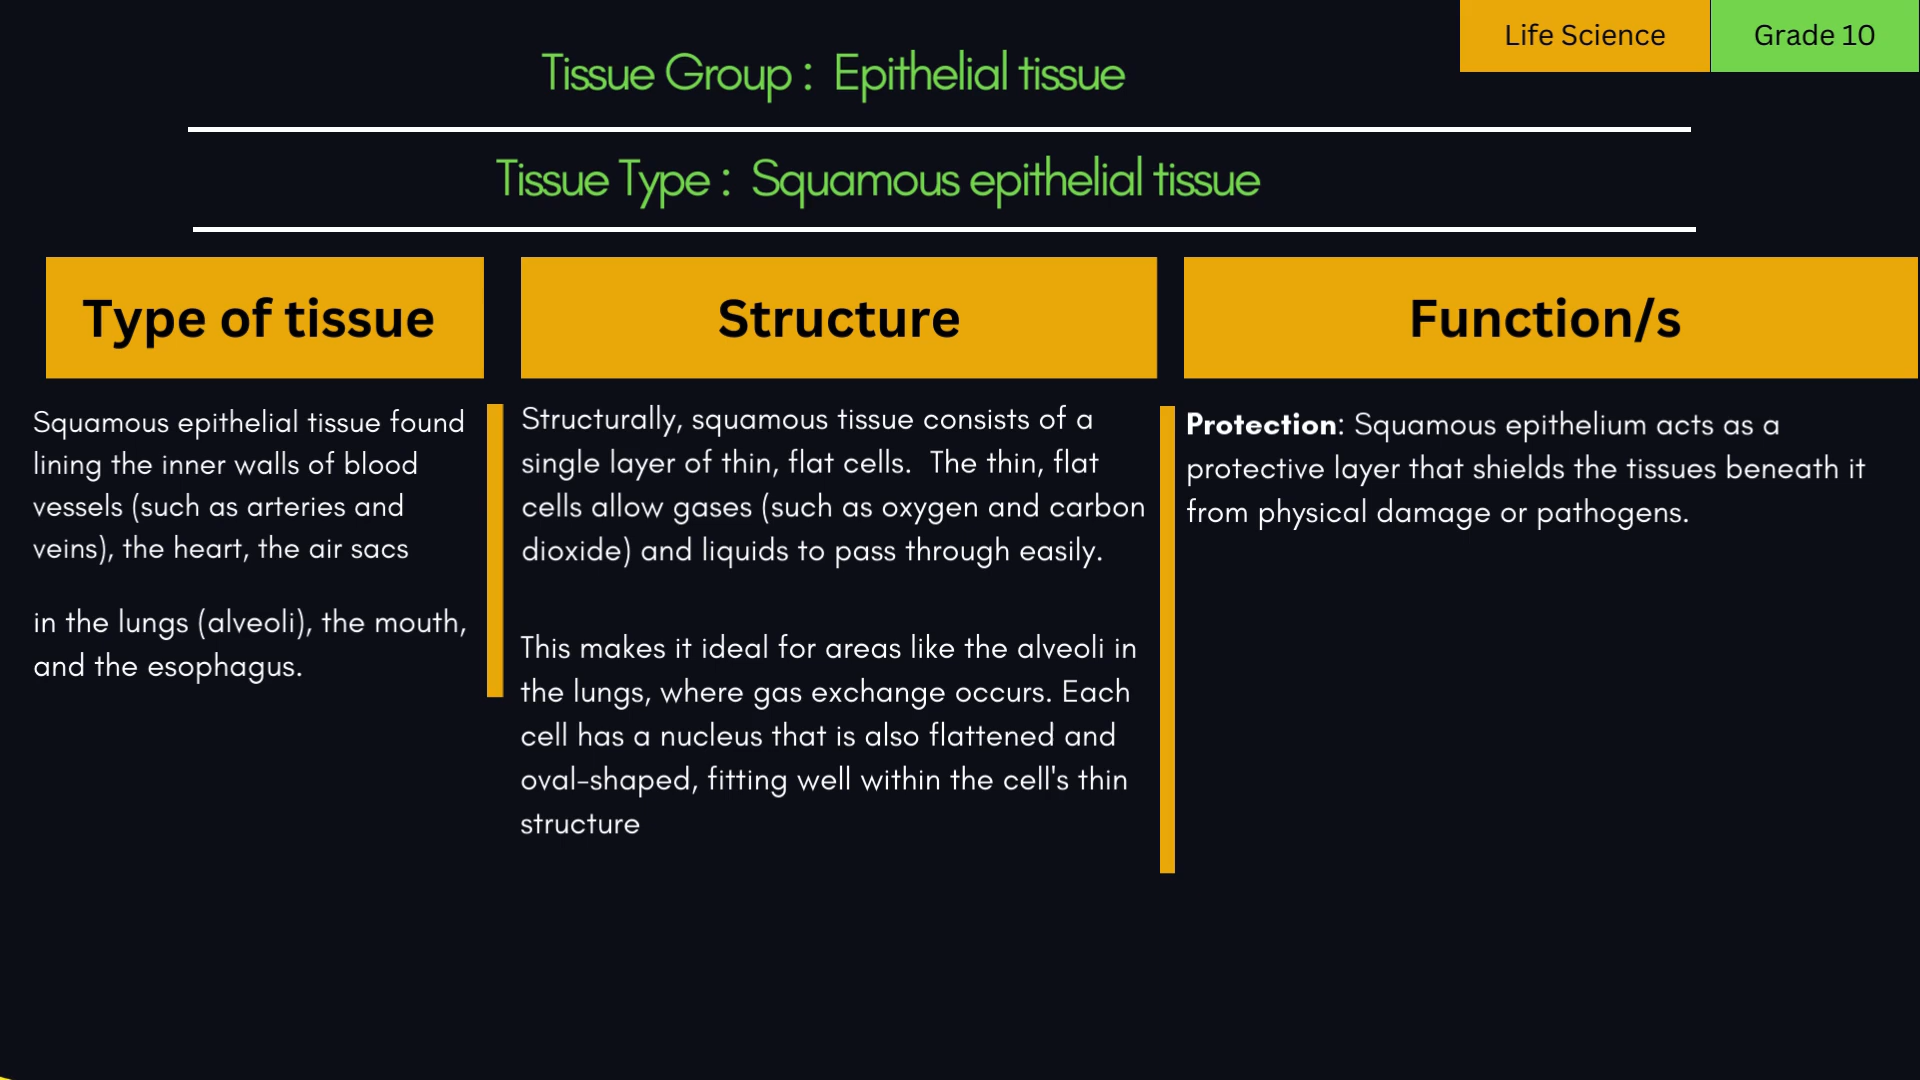 Life Science
Grade 10
Tissue Group : Epithelial tissue
Tissue Type : Squamous epithelial tissue
Type of tissue
Structure
Function/s
Squamous epithelial tissue found
lining the inner walls of blood
vessels (such as arteries and
veins), the heart, the air sacs
in the lungs (alveoli), the mouth,
and the esophagus.
Structurally, squamous tissue consists of a
single layer of thin, flat cells. The thin, flat
cells allow gases (such as oxygen and carbon
dioxide) and liquids to pass through easily.
This makes it ideal for areas like the alveoli in
the lungs, where gas exchange occurs. Each
cell has a nucleus that is also flattened and
oval-shaped, fitting well within the cell's thin
structure
Protection: Squamous epithelium acts as a
protective layer that shields the tissues beneath it
from physical damage or pathogens.